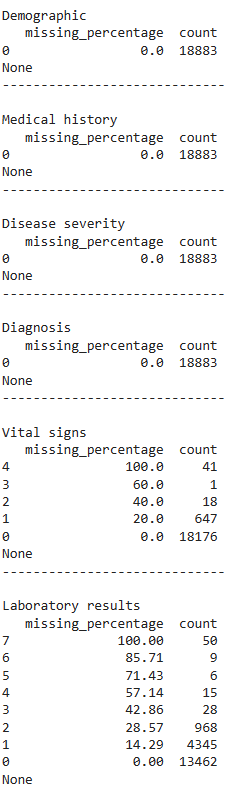 Demographic
   missing_percentage  count
0                 0.0  18883
None
-----------------------------
Medical history
   missing_percentage  count
0                 0.0  18883
None
-----------------------------
Disease severity
   missing_percentage  count
0                 0.0  18883
None
-----------------------------
Diagnosis
   missing_percentage  count
0                 0.0  18883
None
-----------------------------
Vital signs
   missing_percentage  count
4               100.0     41
3                60.0      1
2                40.0     18
1                20.0    647
0                 0.0  18176
None
-----------------------------
Laboratory results
   missing_percentage  count
7              100.00     50
6               85.71      9
5               71.43      6
4               57.14     15
3               42.86     28
2               28.57    968
1               14.29   4345
0                0.00  13462
None